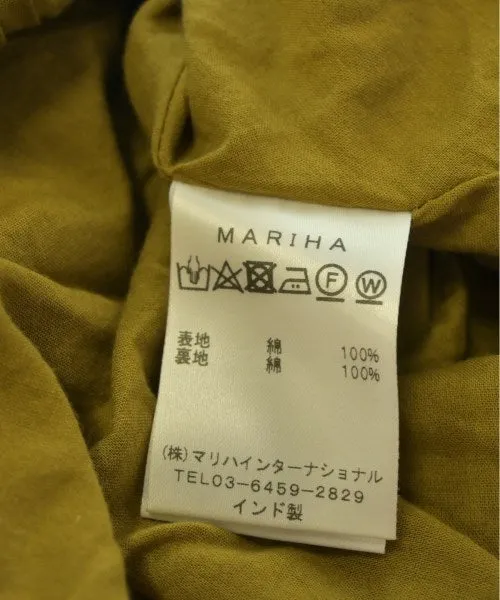 MARIHA
F W
表地 綿 100%
裏地 綿 100%
(株)マリハインターナショナル
TEL03-6459-2829
インド製